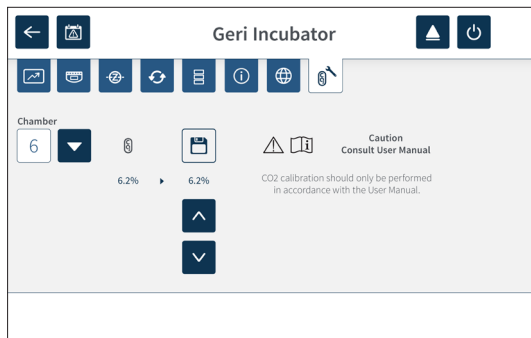 Geri Incubator
Chamber
6
6.2%
6.2%
Caution
Consult User Manual
CO2 calibration should only be performed
in accordance with the User Manual.